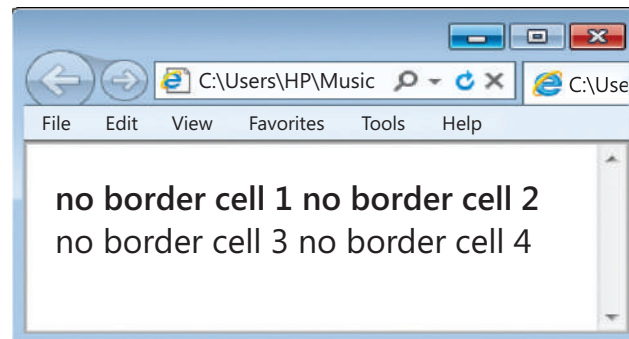 C:\Users\HP\Music
C:\Use
File Edit View Favorites Tools Help
no border cell 1 no border cell 2
no border cell 3 no border cell 4